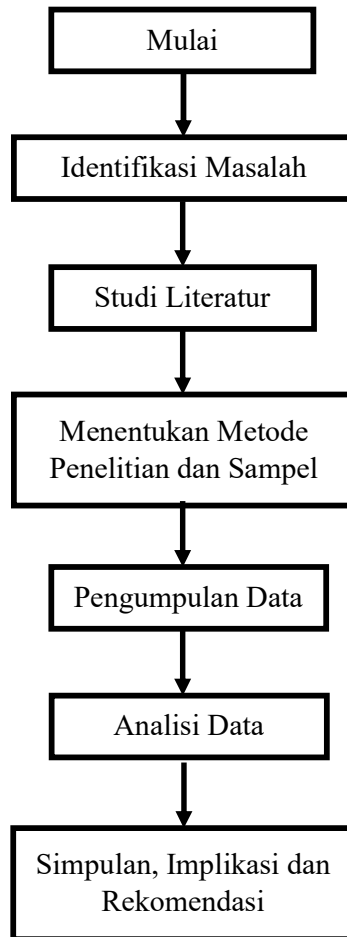 Mulai
Identifikasi Masalah
Studi Literatur
Menentukan Metode
Penelitian dan Sampel
Pengumpulan Data
Analisi Data
Simpulan, Implikasi dan
Rekomendasi